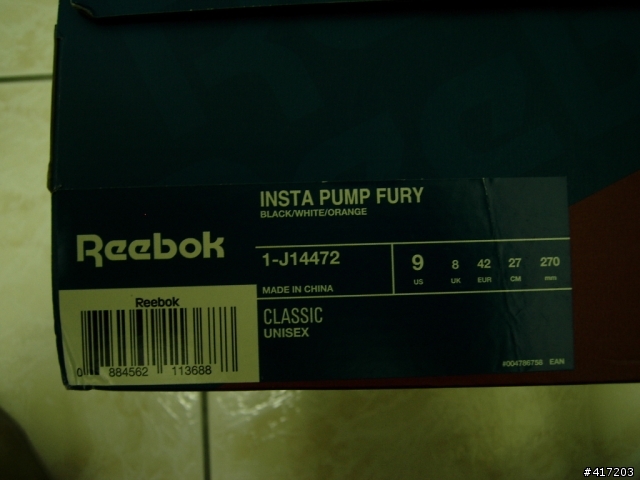 INSTA PUMP FURY
BLACK/WHITE/ORANGE
Reebok
1-J14472
9 8 42 27 270
US UK EUR CM mm
MADE IN CHINA
CLASSIC
UNISEX
Reebok
0 884562 113688
#004786755 EAN
#417203